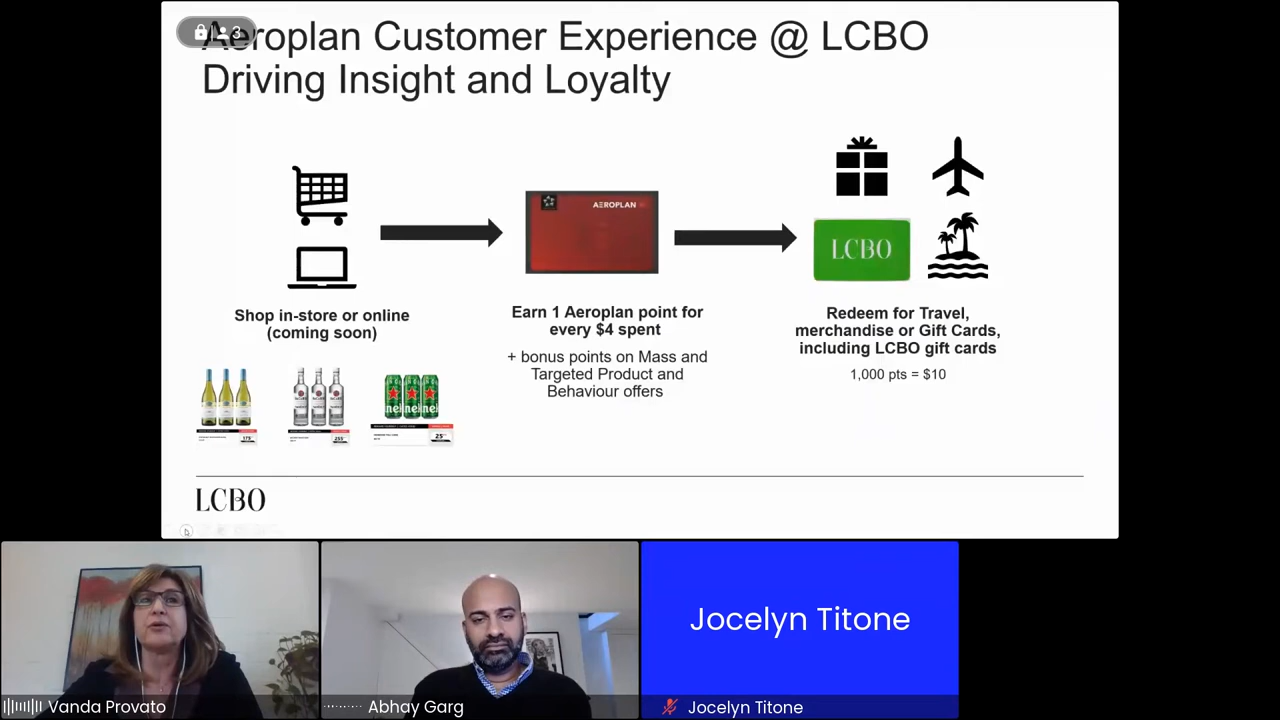 Aeroplan Customer Experience @ LCBO
Driving Insight and Loyalty
3
AEROPLAN
LCBO
Shop in-store or online
(coming soon)
Earn 1 Aeroplan point for
every $4 spent
+ bonus points on Mass and
Targeted Product and
Behaviour offers
Redeem for Travel,
merchandise or Gift Cards,
including LCBO gift cards
1,000 pts = $10
LCBO
Jocelyn Titone
Vanda Provato
Abhay Garg
Jocelyn Titone